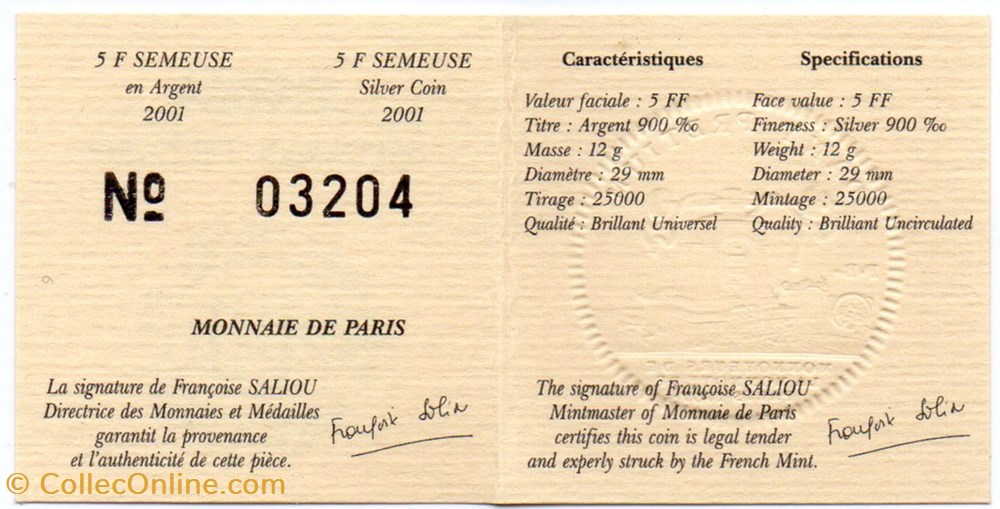 5 F SEMEUSE
en Argent
2001
5 F SEMEUSE
Silver Coin
2001
Nº 03204
MONNAIE DE PARIS
La signature de Françoise SALIOU
Directrice des Monnaies et Médailles
garantit la provenance
et l'authenticité de cette pièce.
Caractéristiques
Valeur faciale : 5 FF
Titre : Argent 900 ‰
Masse : 12 g
Diamètre : 29 mm
Tirage : 25000
Qualité : Brillant Universel
Specifications
Face value : 5 FF
Fineness : Silver 900 ‰
Weight : 12 g
Diameter : 29 mm
Mintage : 25000
Quality : Brilliant Uncirculated
The signature of Françoise SALIOU
Mintmaster of Monnaie de Paris
certifies this coin is legal tender
and experly struck by the French Mint.
© CollecOnline.com